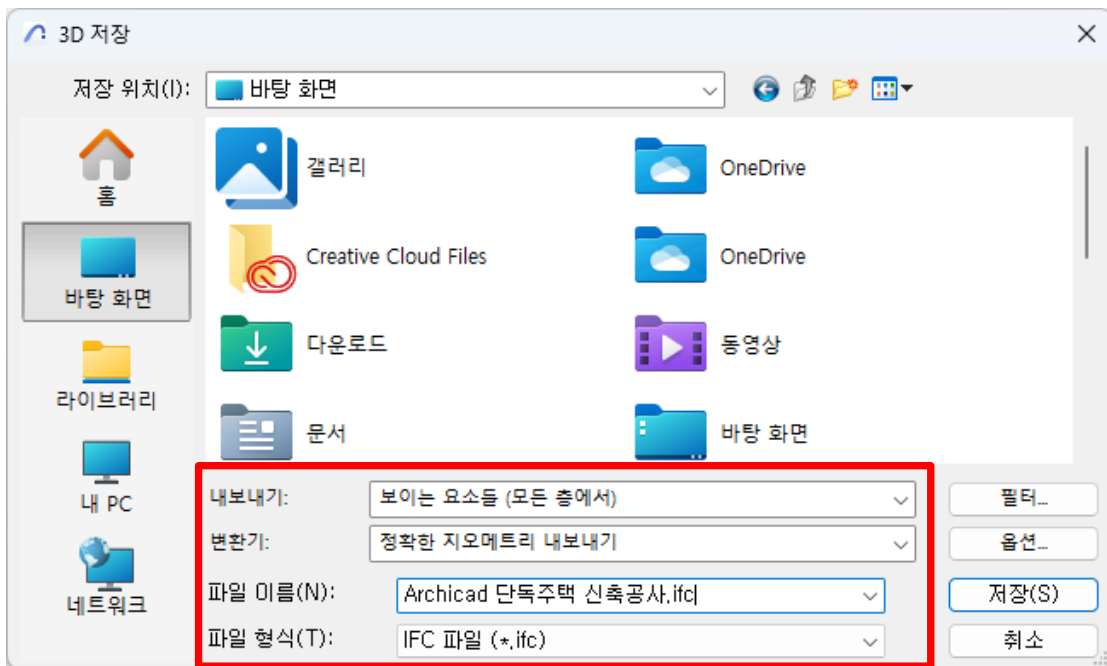 3D 저장
저장 위치(I): 바탕 화면
홈
바탕 화면
라이브러리
내 PC
네트워크
갤러리
OneDrive
Creative Cloud Files
OneDrive
다운로드
동영상
문서
바탕 화면
내보내기: 보이는 요소들 (모든 층에서) 필터...
변환기: 정확한 지오메트리 내보내기 옵션...
파일 이름(N): Archicad 단독주택 신축공사.ifc 저장(S)
파일 형식(T): IFC 파일 (*.ifc) 취소